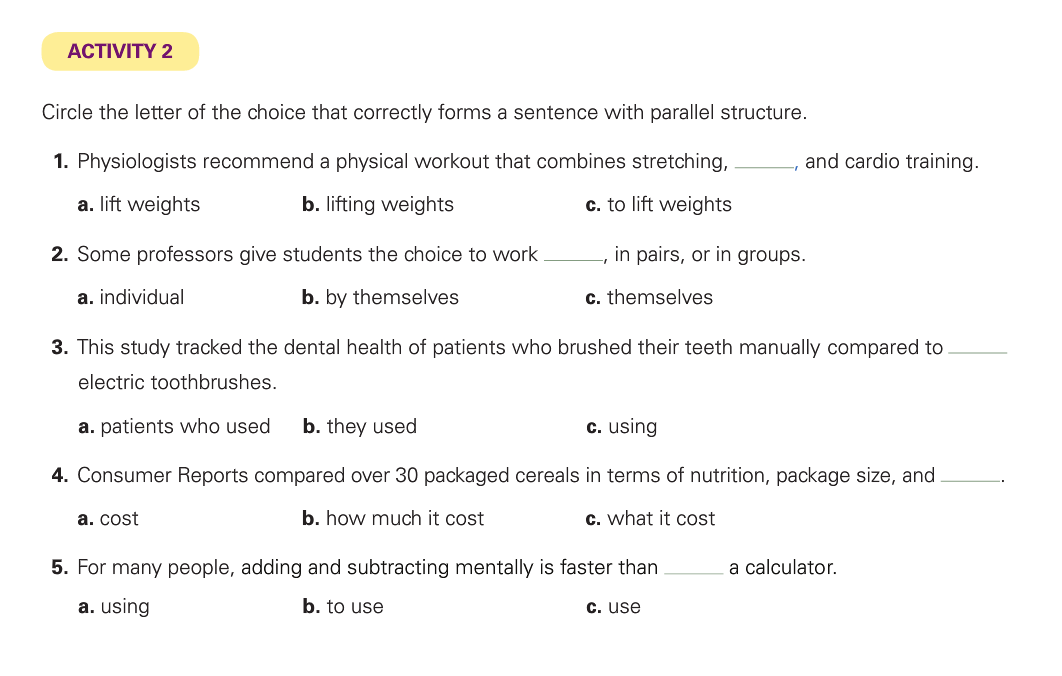 ACTIVITY 2
Circle the letter of the choice that correctly forms a sentence with parallel structure.
1. Physiologists recommend a physical workout that combines stretching, ______, and cardio training.
a. lift weights b. lifting weights c. to lift weights
2. Some professors give students the choice to work ______, in pairs, or in groups.
a. individual b. by themselves c. themselves
3. This study tracked the dental health of patients who brushed their teeth manually compared to ______
electric toothbrushes.
a. patients who used b. they used c. using
4. Consumer Reports compared over 30 packaged cereals in terms of nutrition, package size, and ______.
a. cost b. how much it cost c. what it cost
5. For many people, adding and subtracting mentally is faster than ______ a calculator.
a. using b. to use c. use